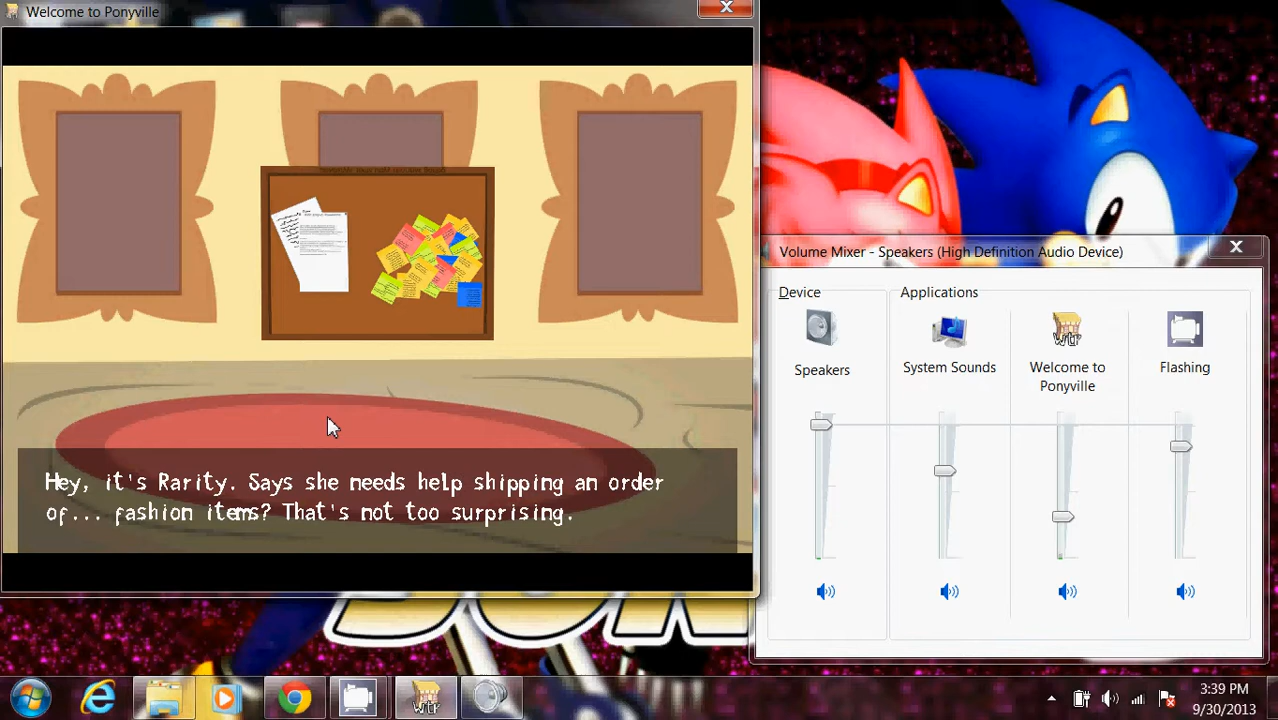 Welcome to Ponyville
Hey, it's Rarity. Says she needs help shipping an order
of... fashion items? That's not too surprising.
Volume Mixer - Speakers (High Definition Audio Device)
Device
Applications
Speakers
System Sounds
Welcome to
Ponyville
Flashing
wtr
wtr
3:39 PM
9/30/2013